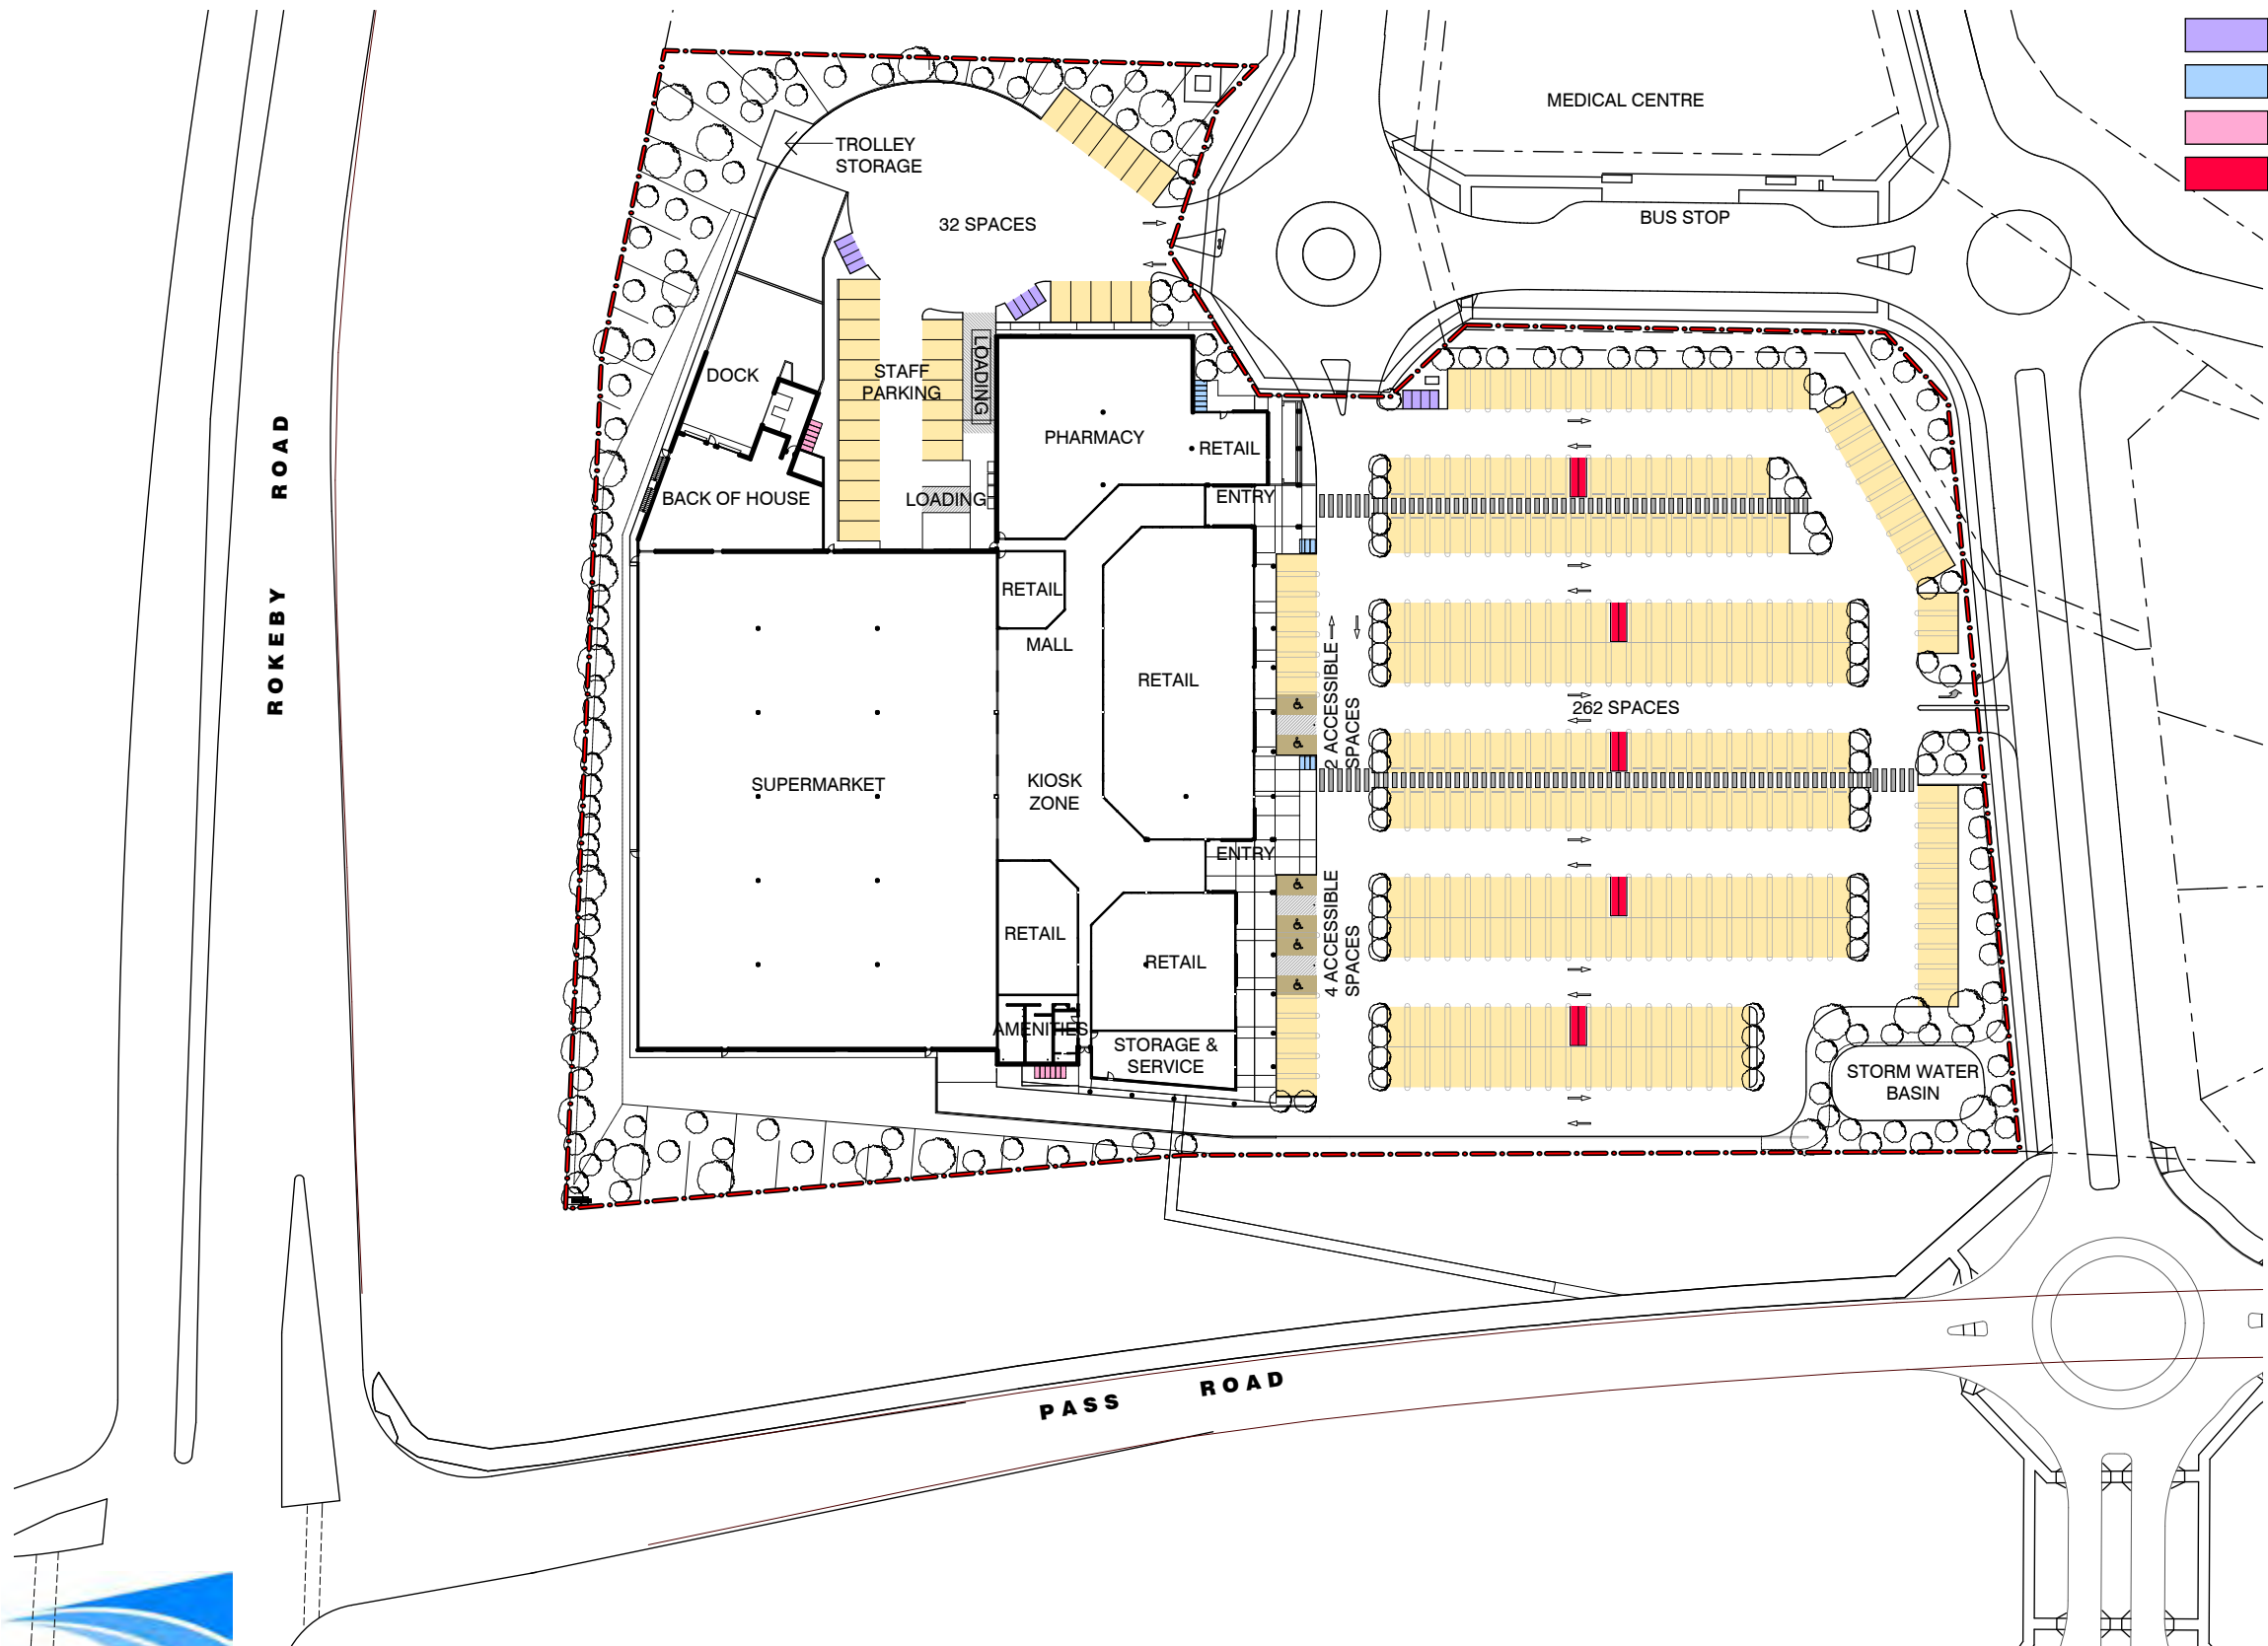 MEDICAL CENTRE
TROLLEY
STORAGE
32 SPACES
BUS STOP
LOADING
DOCK
STAFF
PARKING
PHARMACY
RETAIL
ROKEBY ROAD
BACK OF HOUSE
LOADING
ENTRY
RETAIL
MALL
RETAIL
2 ACCESSIBLE
SPACES
262 SPACES
SUPERMARKET
KIOSK
ZONE
ENTRY
4 ACCESSIBLE
SPACES
RETAIL
RETAIL
AMENITIES
STORAGE &
SERVICE
STORM WATER
BASIN
PASS ROAD